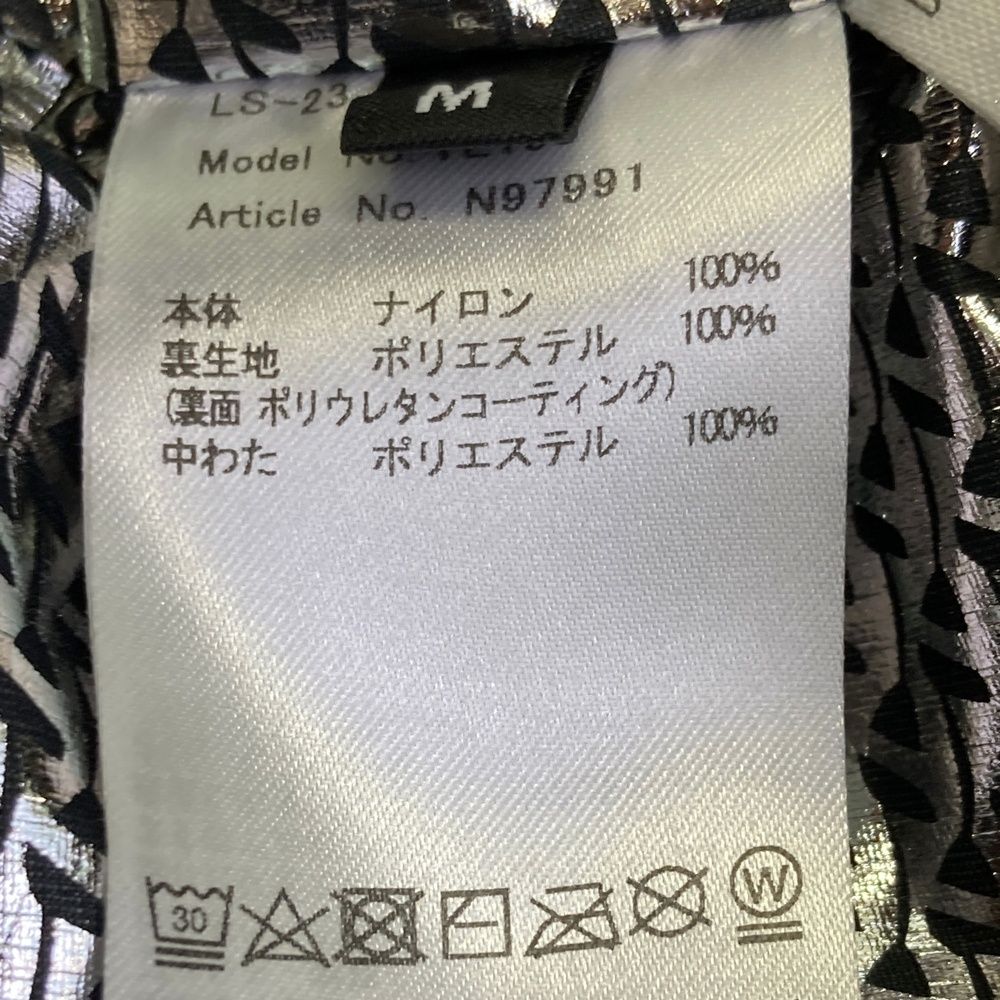 M
LS-23
Model No.
Article No. N97991
本体 ナイロン 100%
裏生地 ポリエステル 100%
(裏面 ポリウレタンコーティング)
中わた ポリエステル 100%
30
W